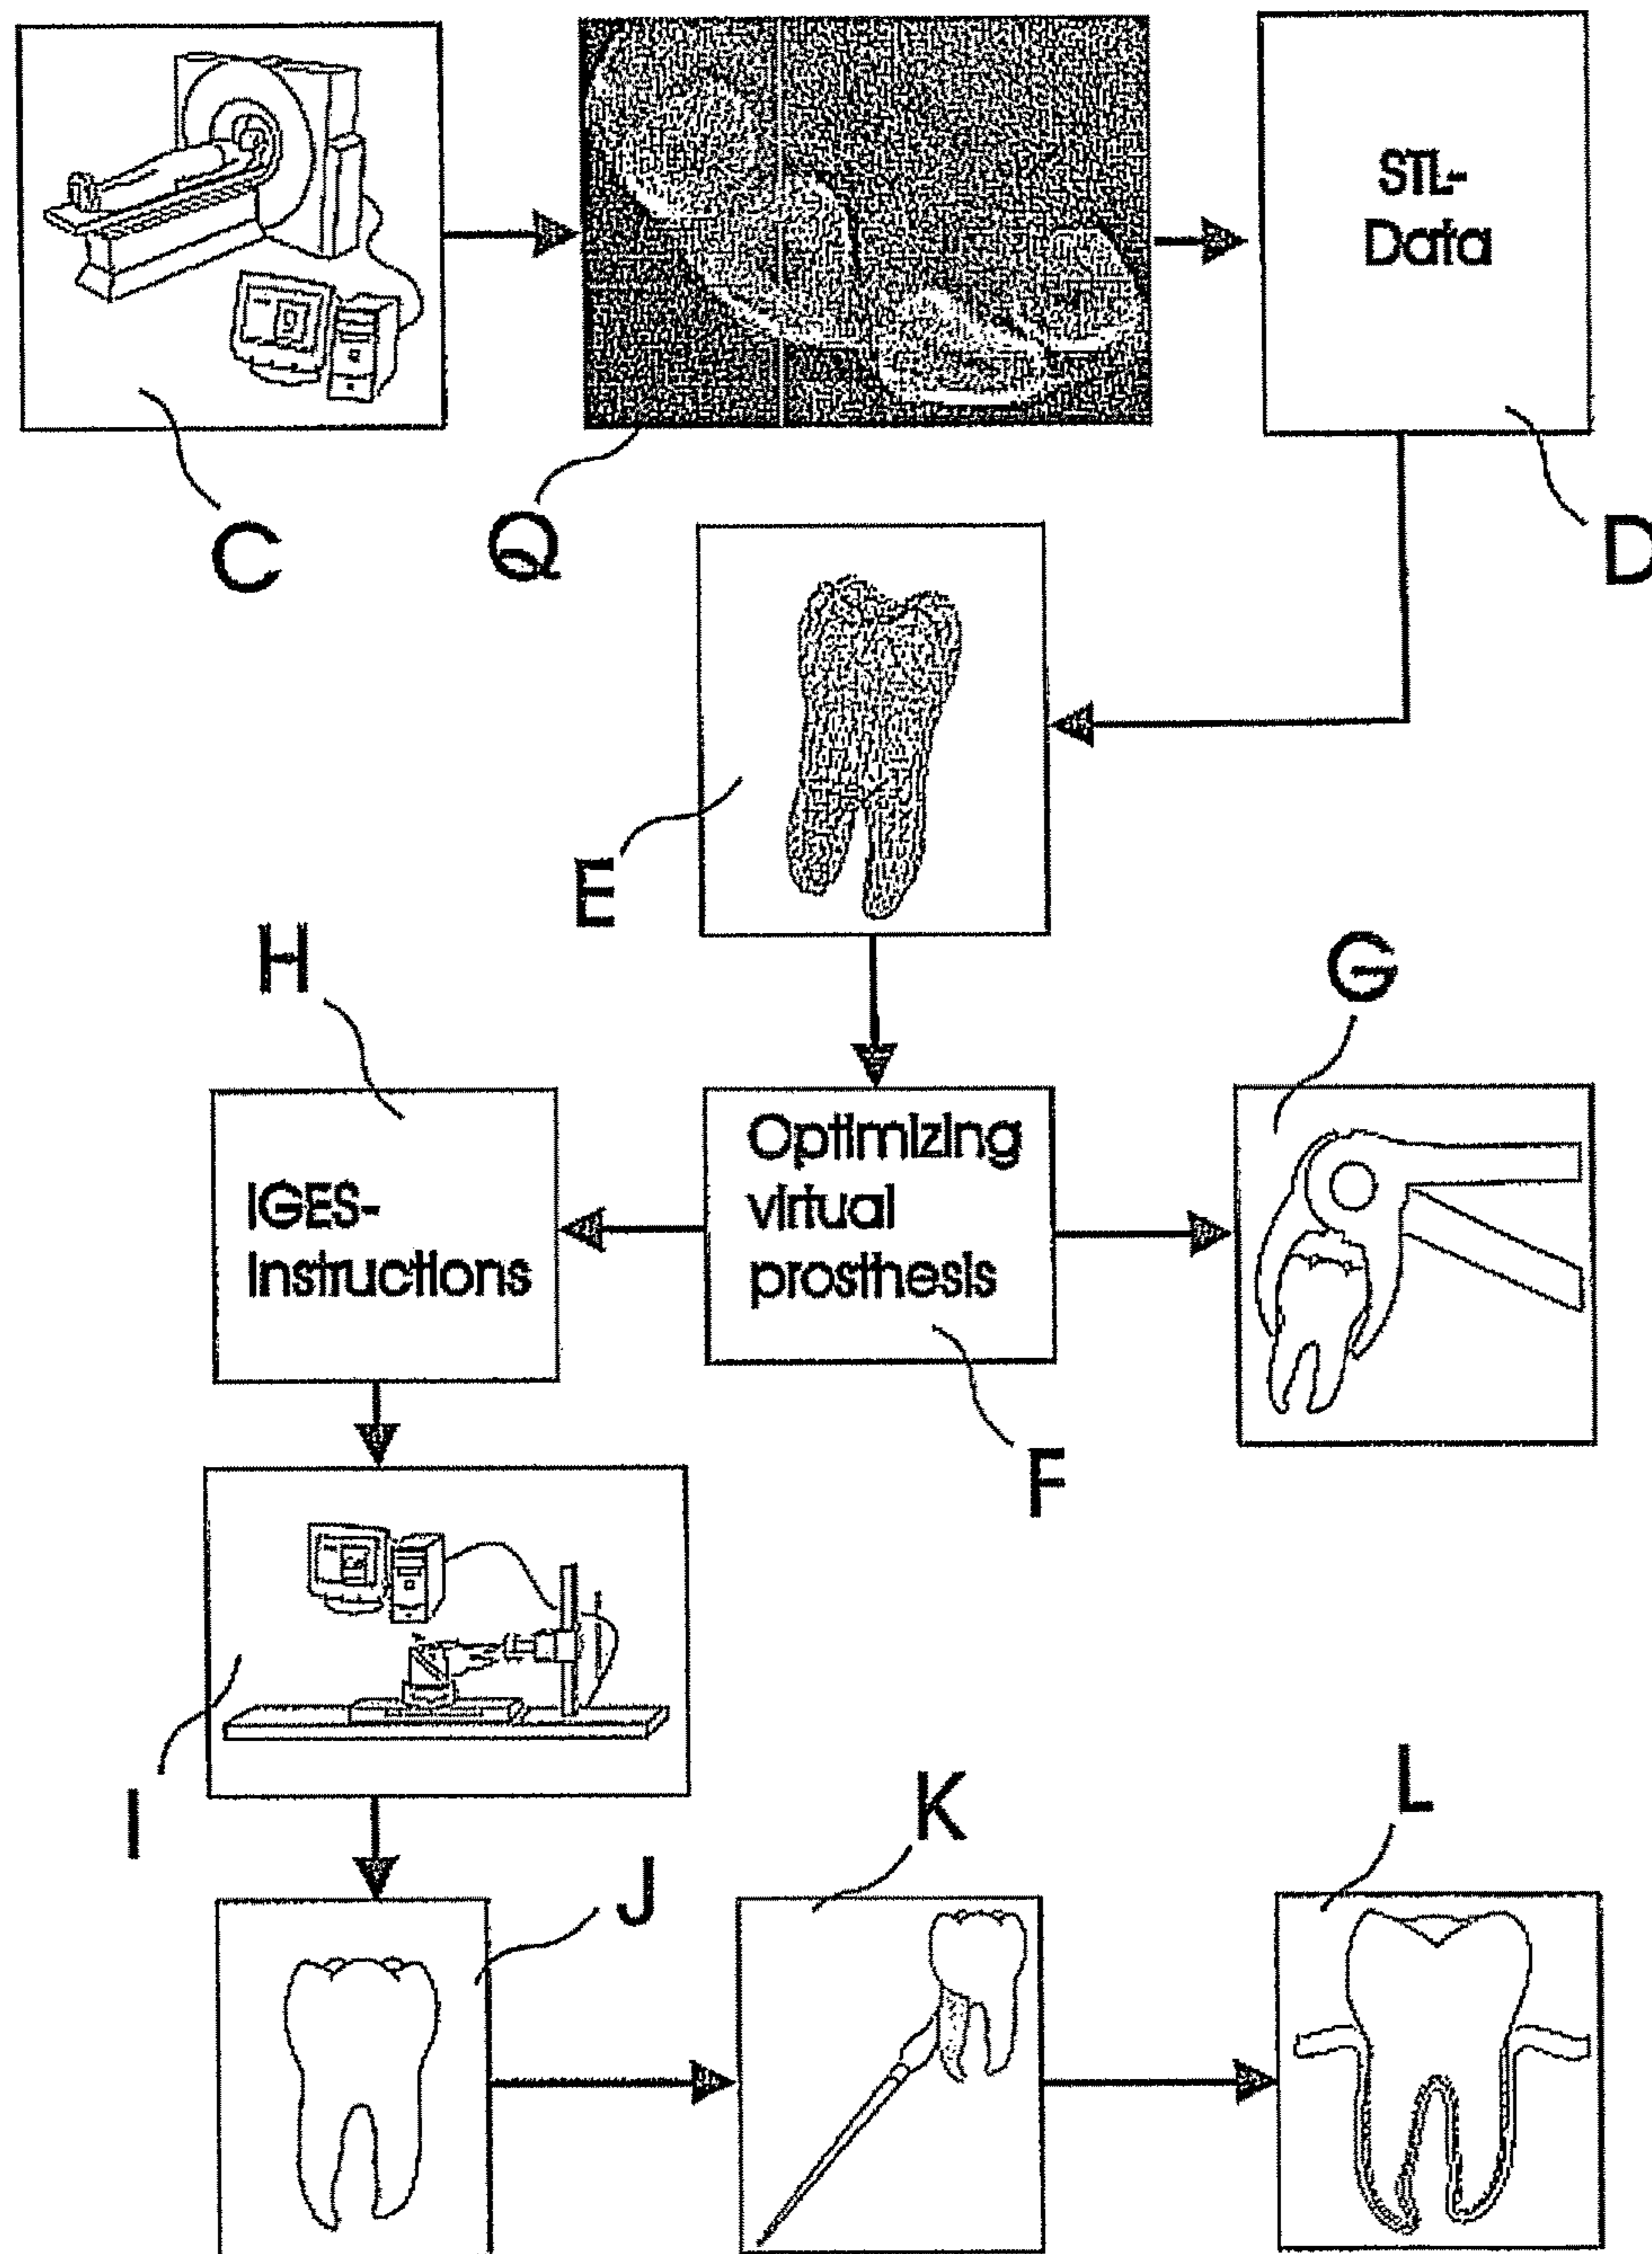 STL-
Data
C
Q
D
E
H
G
IGES-
Instructions
Optimizing
virtual
prosthesis
F
I
J
K
L